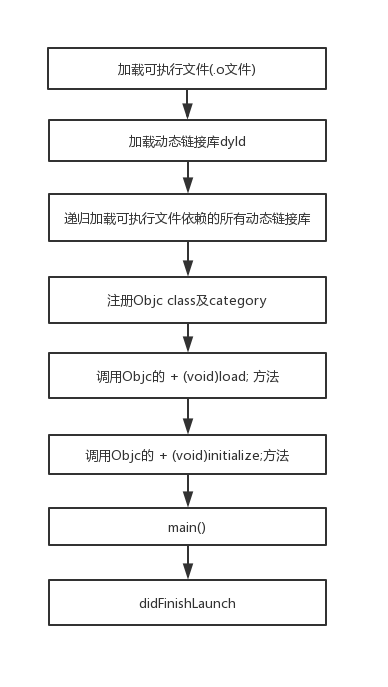 加载可执行文件(.o文件)
加载动态链接库dyld
递归加载可执行文件依赖的所有动态链接库
注册Objc class及category
调用Objc的 + (void)load; 方法
调用Objc的 + (void)initialize;方法
main()
didFinishLaunch